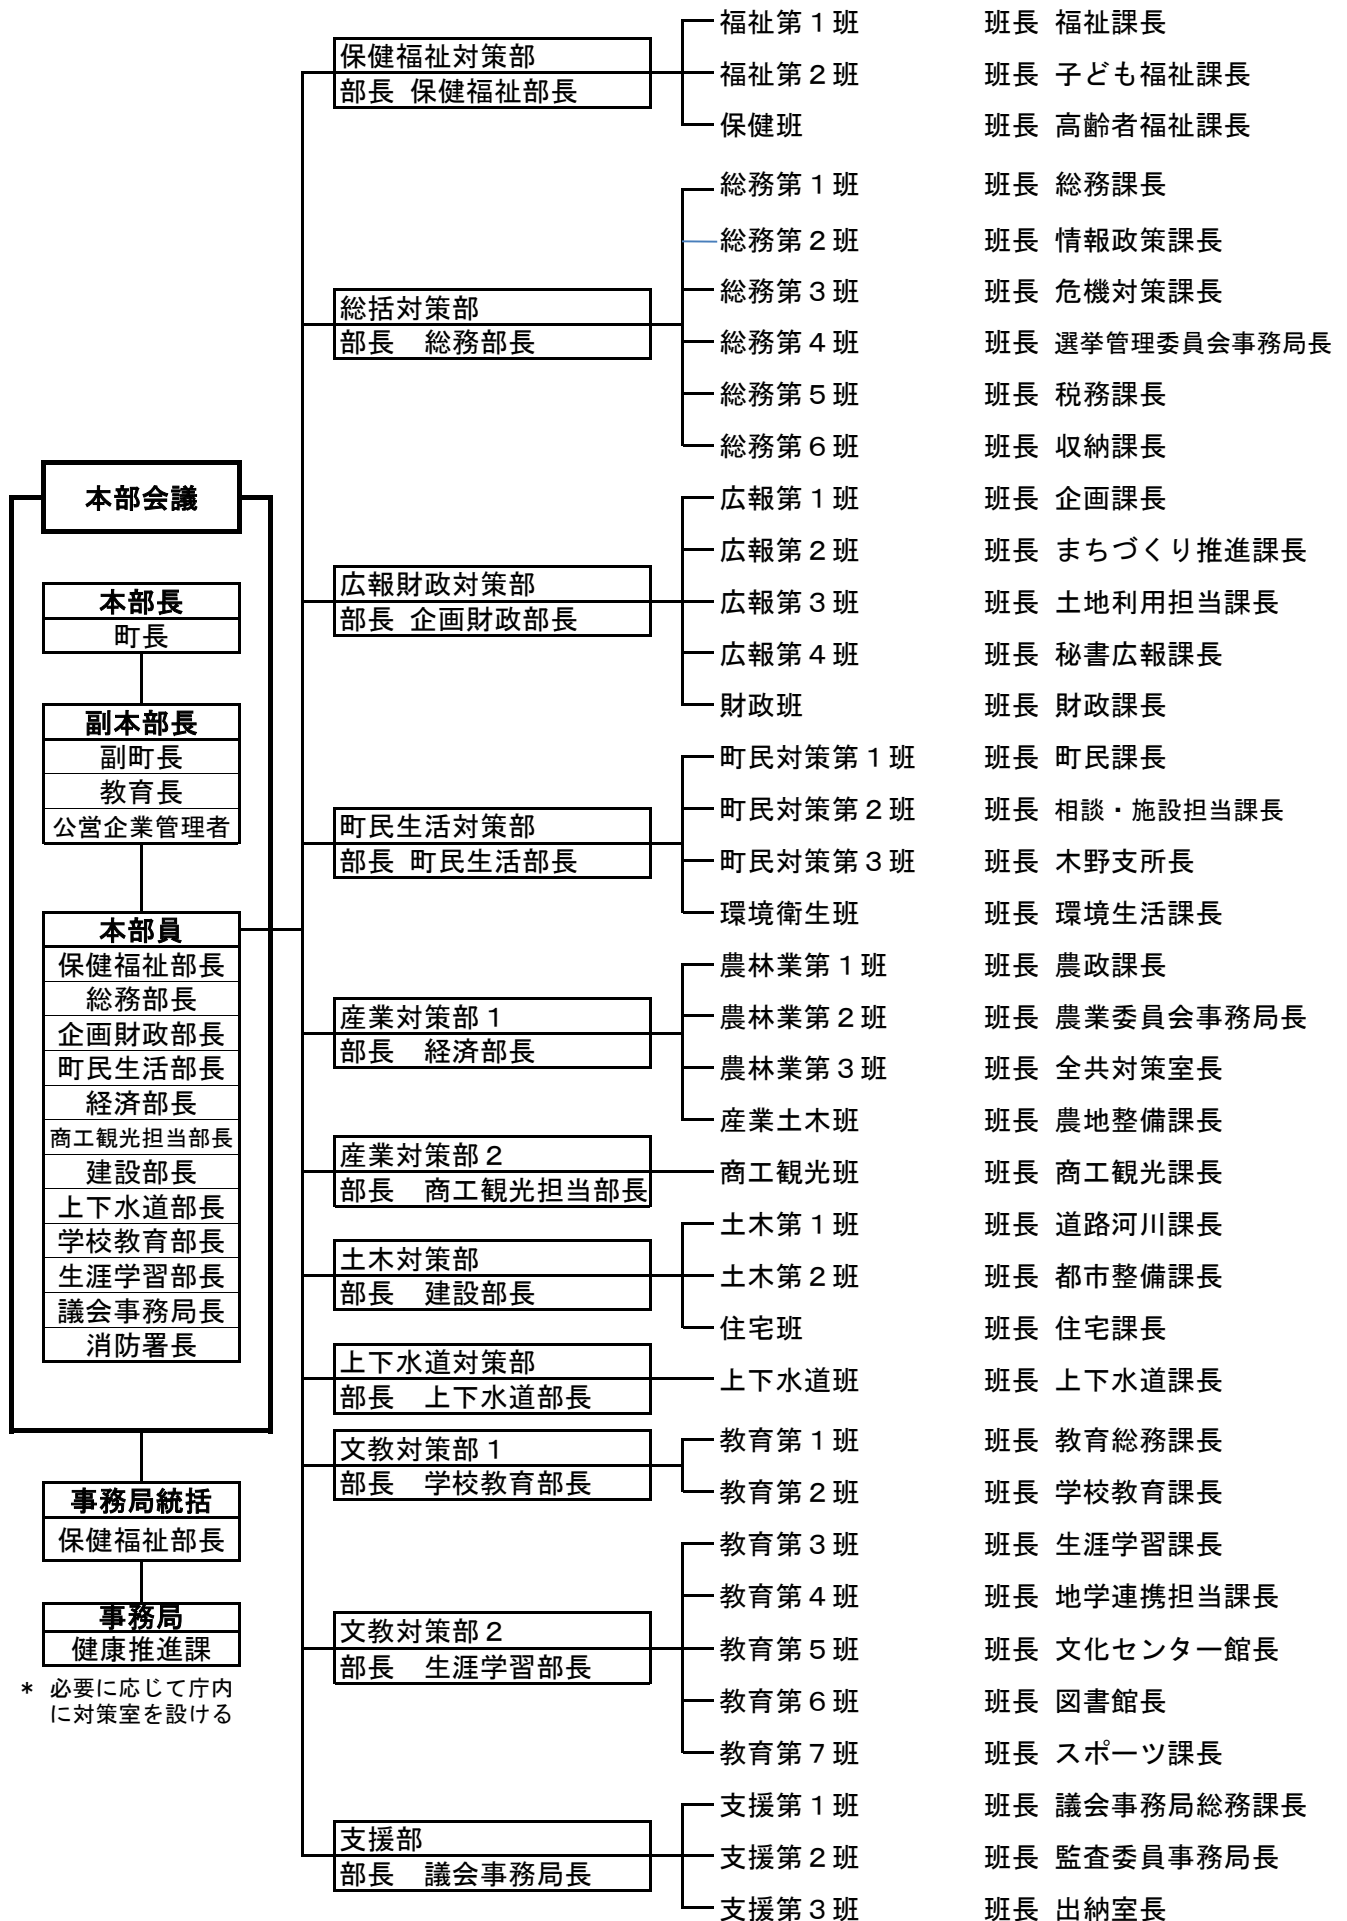 本部会議
本部長
町長
副本部長
副町長
教育長
公営企業管理者
本部員
保健福祉部長
総務部長
企画財政部長
町民生活部長
経済部長
商工観光担当部長
建設部長
上下水道部長
学校教育部長
生涯学習部長
議会事務局長
消防署長
事務局統括
保健福祉部長
事務局
健康推進課
* 必要に応じて庁内
に対策室を設ける
保健福祉対策部
部長 保健福祉部長
福祉第1班 班長 福祉課長
福祉第2班 班長 子ども福祉課長
保健班 班長 高齢者福祉課長
総括対策部
部長 総務部長
総務第1班 班長 総務課長
総務第2班 班長 情報政策課長
総務第3班 班長 危機対策課長
総務第4班 班長 選挙管理委員会事務局長
総務第5班 班長 税務課長
総務第6班 班長 収納課長
広報財政対策部
部長 企画財政部長
広報第1班 班長 企画課長
広報第2班 班長 まちづくり推進課長
広報第3班 班長 土地利用担当課長
広報第4班 班長 秘書広報課長
財政班 班長 財政課長
町民生活対策部
部長 町民生活部長
町民対策第1班 班長 町民課長
町民対策第2班 班長 相談・施設担当課長
町民対策第3班 班長 木野支所長
環境衛生班 班長 環境生活課長
産業対策部1
部長 経済部長
農林業第1班 班長 農政課長
農林業第2班 班長 農業委員会事務局長
農林業第3班 班長 全共対策室長
産業土木班 班長 農地整備課長
産業対策部2
部長 商工観光担当部長
商工観光班 班長 商工観光課長
土木対策部
部長 建設部長
土木第1班 班長 道路河川課長
土木第2班 班長 都市整備課長
住宅班 班長 住宅課長
上下水道対策部
部長 上下水道部長
上下水道班 班長 上下水道課長
文教対策部1
部長 学校教育部長
教育第1班 班長 教育総務課長
教育第2班 班長 学校教育課長
文教対策部2
部長 生涯学習部長
教育第3班 班長 生涯学習課長
教育第4班 班長 地学連携担当課長
教育第5班 班長 文化センター館長
教育第6班 班長 図書館長
教育第7班 班長 スポーツ課長
支援部
部長 議会事務局長
支援第1班 班長 議会事務局総務課長
支援第2班 班長 監査委員事務局長
支援第3班 班長 出納室長